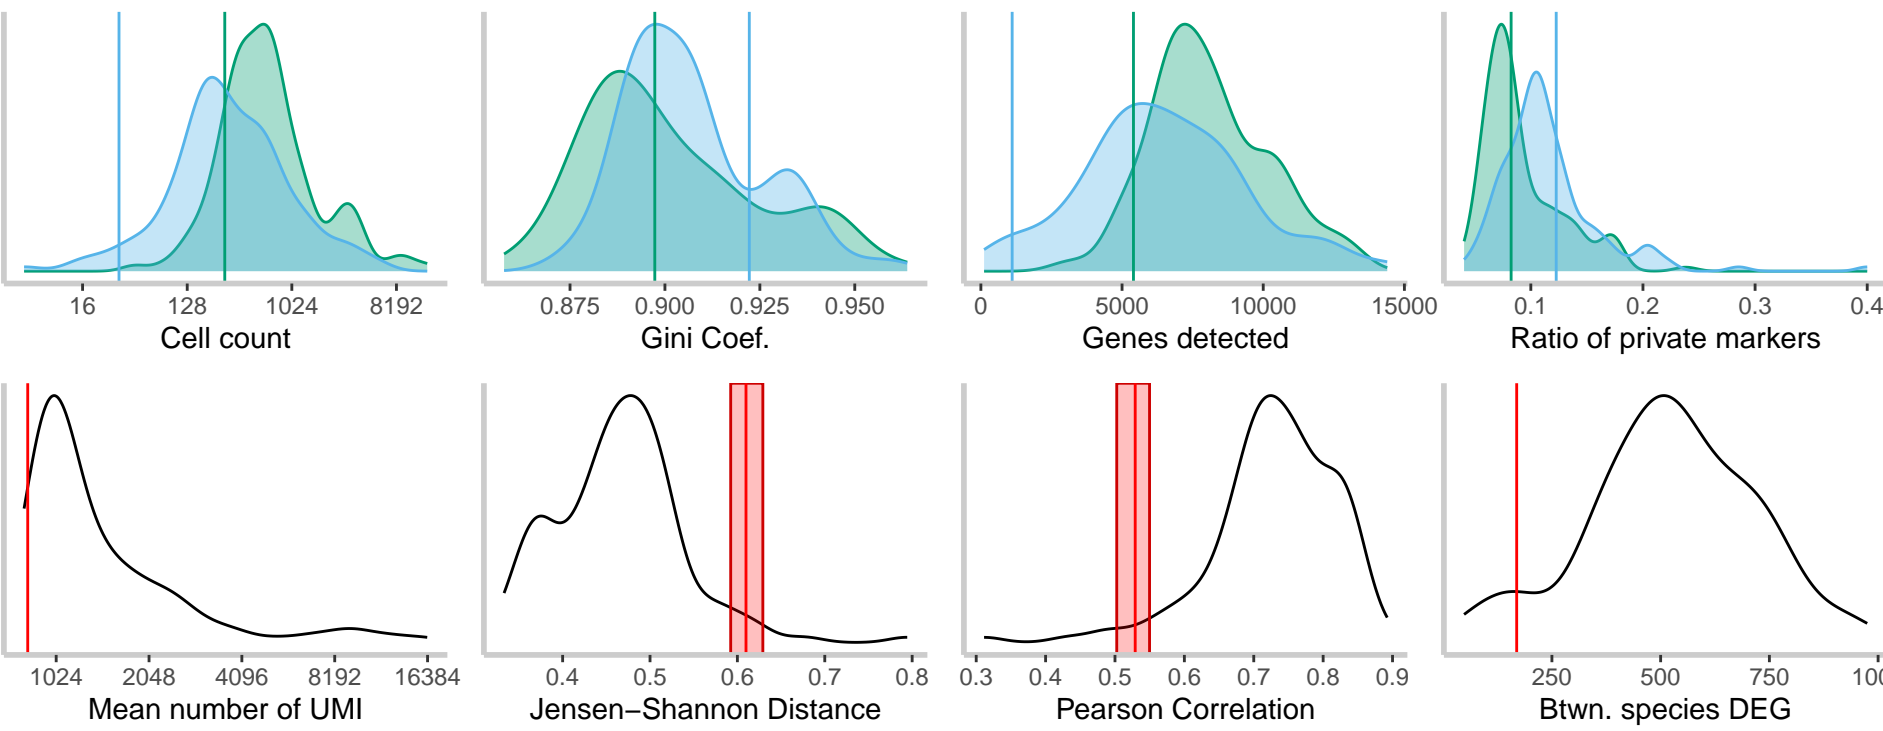 16 128 1024 8192
Cell count
0.875 0.900 0.925 0.950
Gini Coef.
0 5000 10000 15000
Genes detected
0.1 0.2 0.3 0.4
Ratio of private markers
1024 2048 4096 8192 16384
Mean number of UMI
0.4 0.5 0.6 0.7 0.8
Jensen−Shannon Distance
0.3 0.4 0.5 0.6 0.7 0.8 0.9
Pearson Correlation
250 500 750 100
Btwn. species DEG